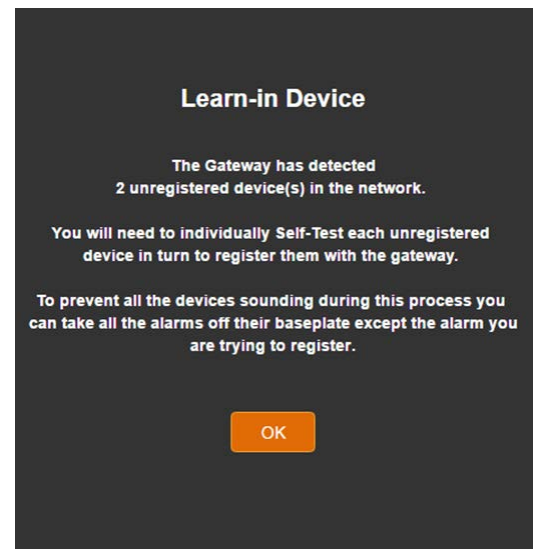 Learn-in Device
The Gateway has detected
2 unregistered device(s) in the network.
You will need to individually Self-Test each unregistered
device in turn to register them with the gateway.
To prevent all the devices sounding during this process you
can take all the alarms off their baseplate except the alarm you
are trying to register.
OK